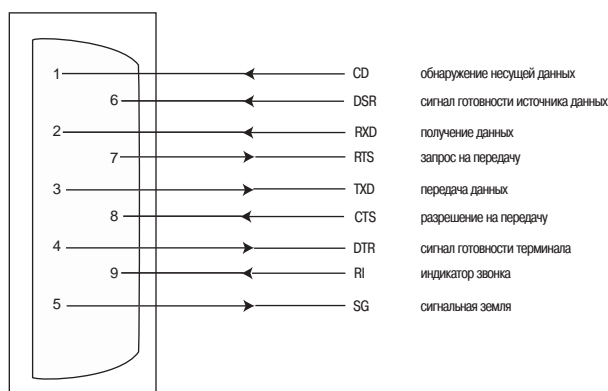 1 CD обнаружение несущей данных
6 DSR сигнал готовности источника данных
2 RXD получение данных
7 RTS запрос на передачу
3 TXD передача данных
8 CTS разрешение на передачу
4 DTR сигнал готовности терминала
9 RI индикатор звонка
5 SG сигнальная земля